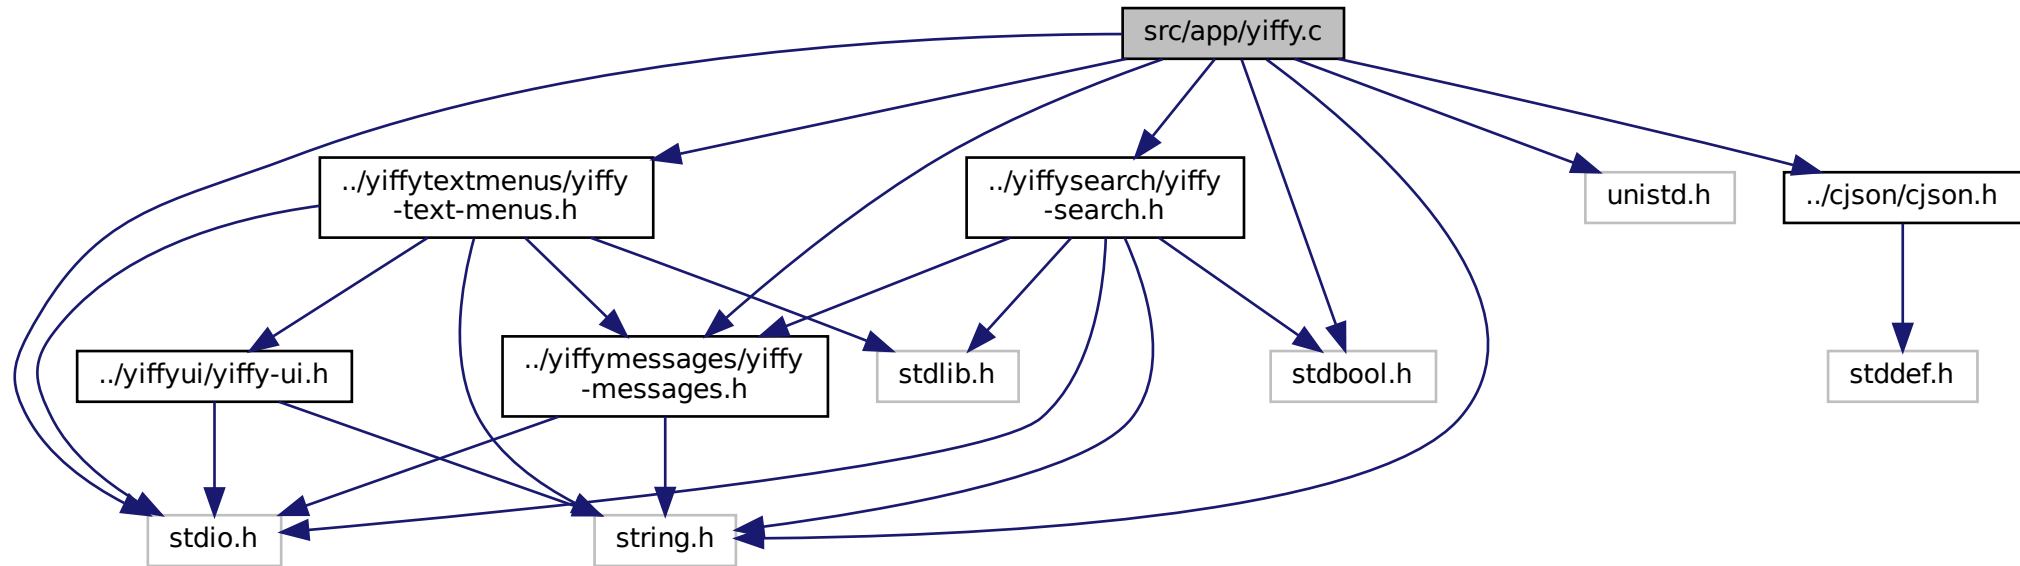 src/app/yiffy.c
../yiffytextmenus/yiffy
-text-menus.h
../yiffysearch/yiffy
-search.h
unistd.h
../cjson/cjson.h
../yiffyui/yiffy-ui.h
../yiffymessages/yiffy
-messages.h
stdlib.h
stdbool.h
stddef.h
stdio.h
string.h